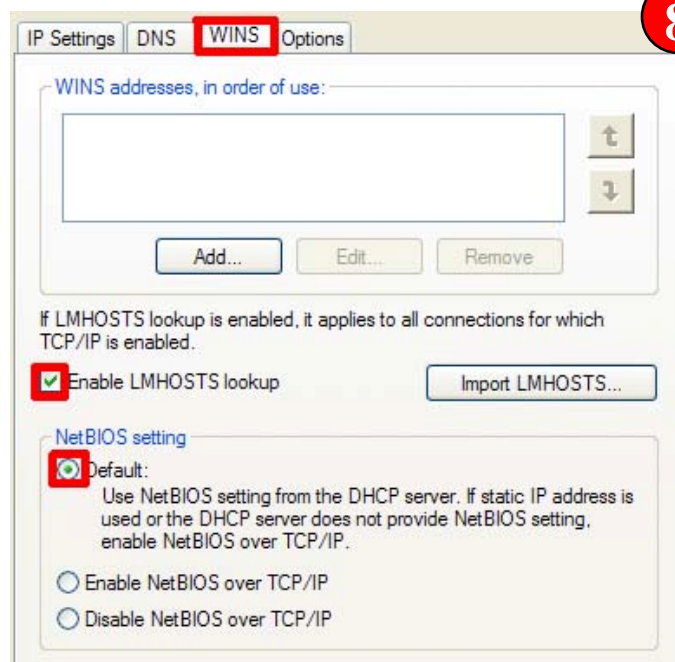 8
IP Settings DNS WINS Options
WINS addresses, in order of use:
Add... Edit... Remove
If LMHOSTS lookup is enabled, it applies to all connections for which
TCP/IP is enabled.
Enable LMHOSTS lookup Import LMHOSTS...
NetBIOS setting
Default:
Use NetBIOS setting from the DHCP server. If static IP address is
used or the DHCP server does not provide NetBIOS setting,
enable NetBIOS over TCP/IP.
Enable NetBIOS over TCP/IP
Disable NetBIOS over TCP/IP